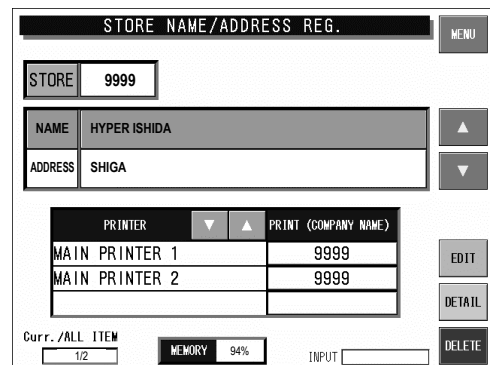 STORE NAME/ADDRESS REG.
MENU
STORE 9999
NAME HYPER ISHIDA
ADDRESS SHIGA
PRINTER PRINT (COMPANY NAME)
MAIN PRINTER 1 9999
MAIN PRINTER 2 9999
EDIT
DETAIL
DELETE
Curr./ALL ITEM
1/2
MEMORY 94%
INPUT